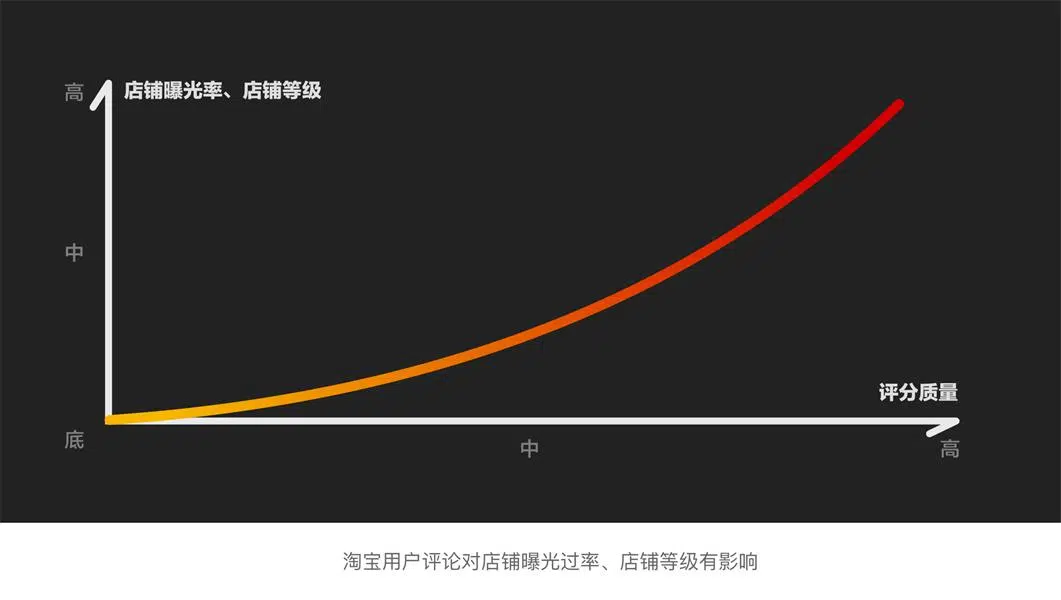 高
店铺曝光率、店铺等级
中
评分质量
底
中
高
淘宝用户评论对店铺曝光过率、店铺等级有影响